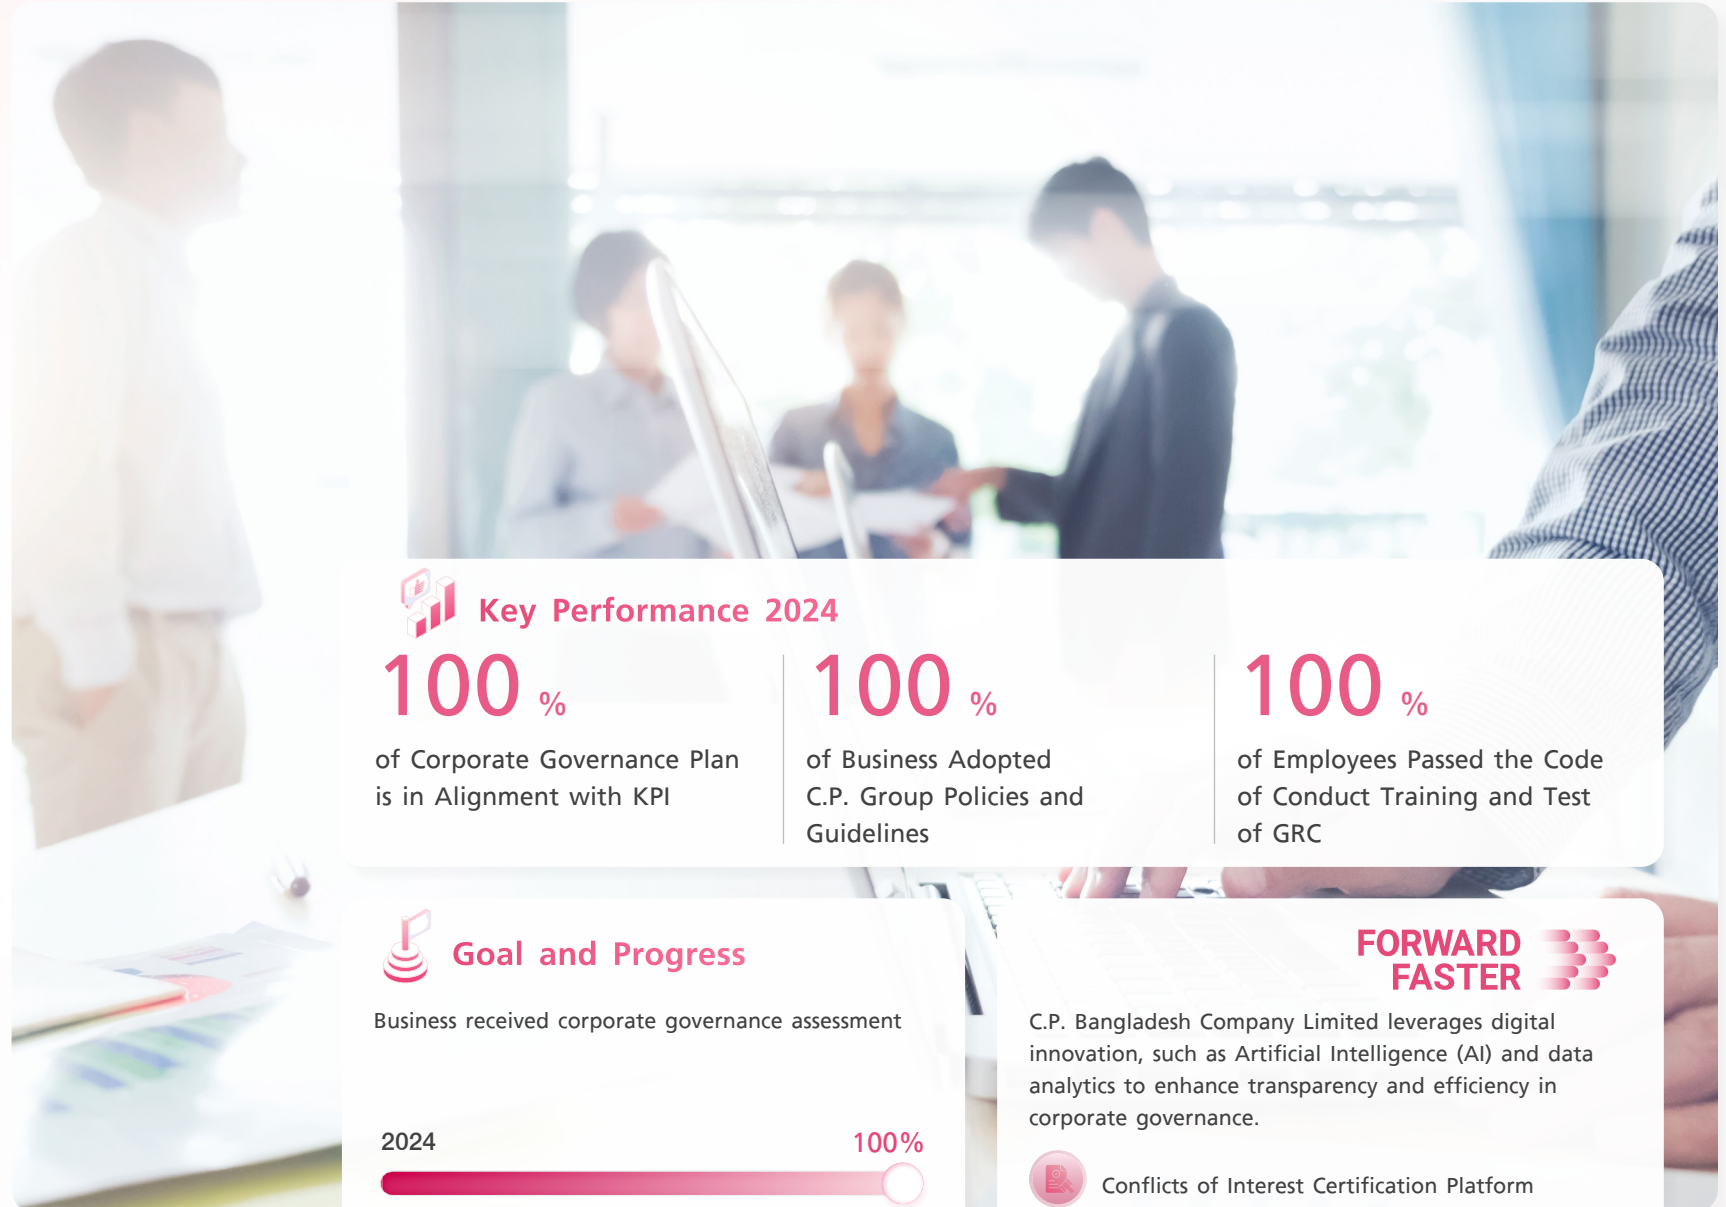 Key Performance 2024
100 %
of Corporate Governance Plan
is in Alignment with KPI
100 %
of Business Adopted
C.P. Group Policies and
Guidelines
100 %
of Employees Passed the Code
of Conduct Training and Test
of GRC
Goal and Progress
Business received corporate governance assessment
2024 100%
FORWARD
FASTER
C.P. Bangladesh Company Limited leverages digital
innovation, such as Artificial Intelligence (AI) and data
analytics to enhance transparency and efficiency in
corporate governance.
Conflicts of Interest Certification Platform